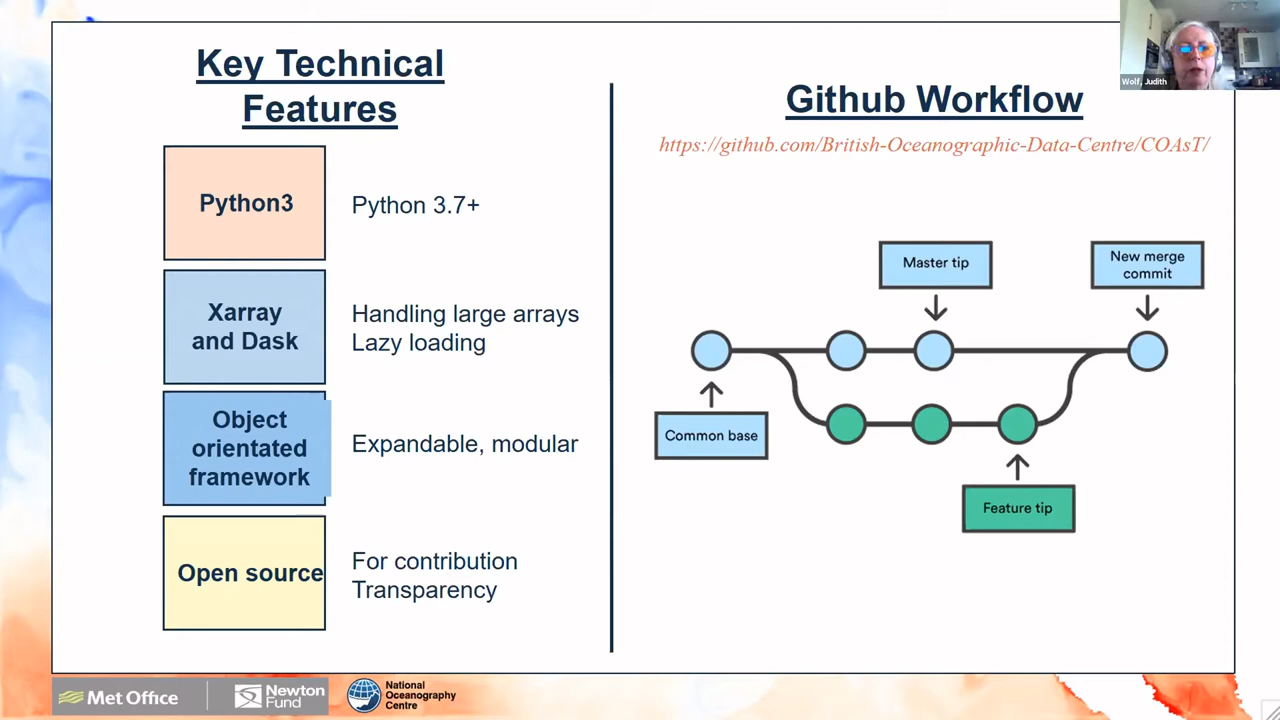 Key Technical
Features
Python3
Python 3.7+
Xarray
and Dask
Handling large arrays
Lazy loading
Object
orientated
framework
Expandable, modular
Open source
For contribution
Transparency
Github Workflow
https://github.com/British-Oceanographic-Data-Centre/COAsT/
Master tip
New merge
commit
Common base
Feature tip
Wolf, Judith
Met Office
Newton
Fund
National
Oceanography
Centre